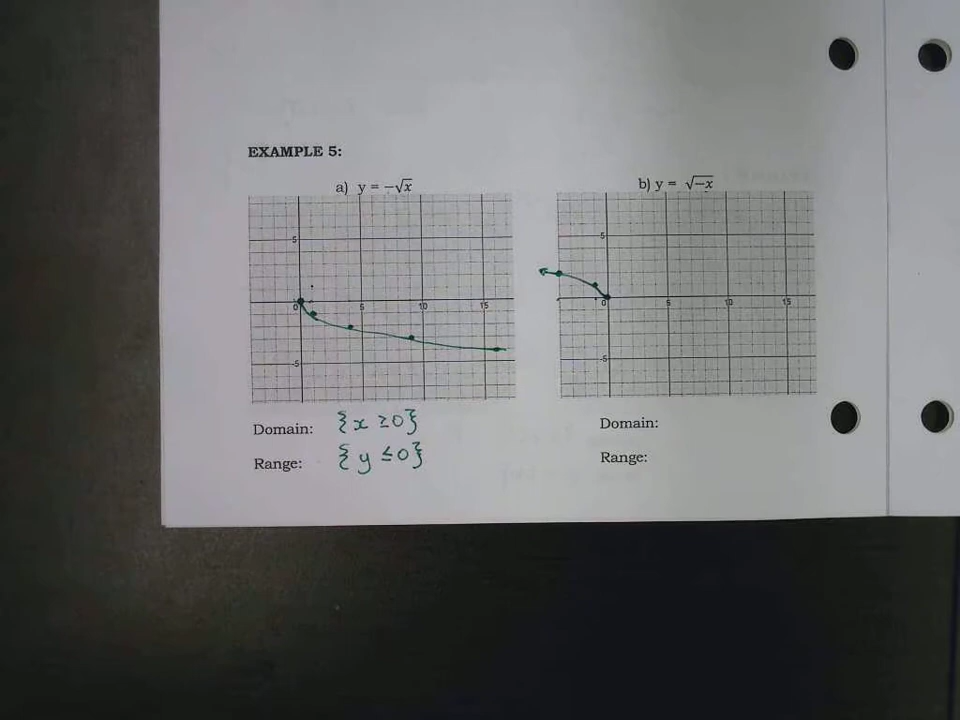 EXAMPLE 5:
a) y = -√x
b) y = √-x
5
5
0
5
10
15
0
5
10
15
-5
-5
Domain: {x ≥0}
Domain:
Range: {y ≤0}
Range: